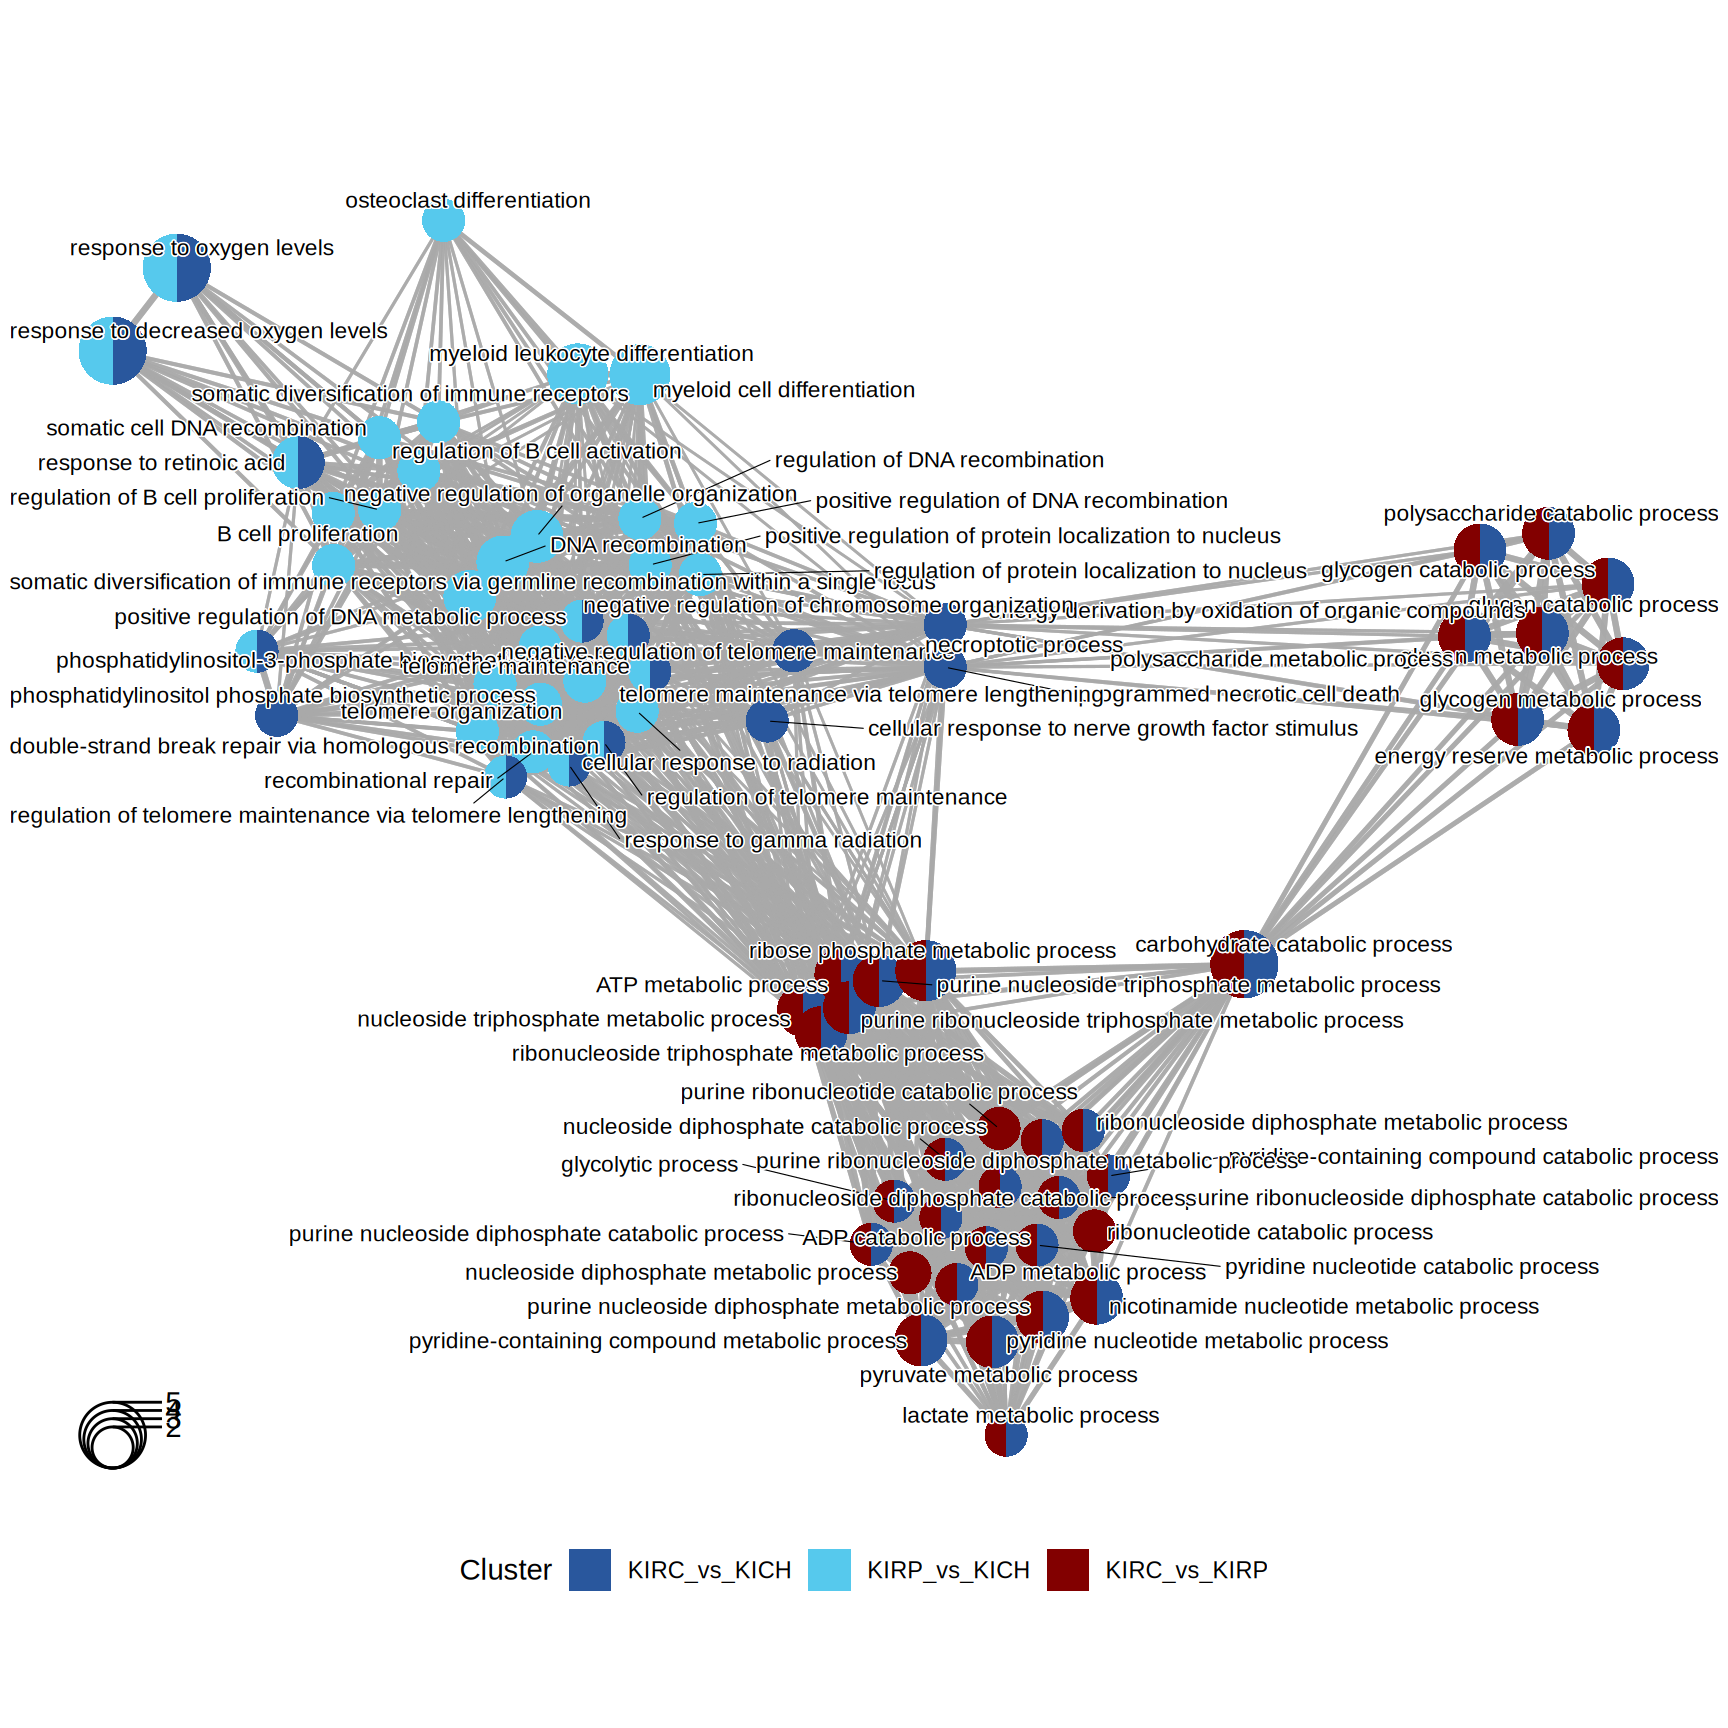 osteoclast differentiation
response to oxygen levels
response to decreased oxygen levels
myeloid leukocyte differentiation
myeloid cell differentiation
somatic diversification of immune receptors
somatic cell DNA recombination
regulation of B cell activation
response to retinoic acid
regulation of DNA recombination
regulation of B cell proliferation
negative regulation of organelle organization
positive regulation of DNA recombination
polysaccharide catabolic process
B cell proliferation
DNA recombination
positive regulation of protein localization to nucleus
somatic diversification of immune receptors via germline recombination within a single locus
regulation of protein localization to nucleus
glycogen catabolic process
positive regulation of DNA metabolic process
negative regulation of chromosome organization
energy derivation by oxidation of organic compounds
catabolic process
phosphatidylinositol-3-phosphate
telomere maintenance
negative regulation of telomere maintenance
necroptotic process
polysaccharide metabolic process
metabolic process
phosphatidylinositol phosphate biosynthetic process
telomere organization
telomere maintenance via telomere lengthening
necrotic cell death
glycogen metabolic process
cellular response to nerve growth factor stimulus
double-strand break repair via homologous recombination
cellular response to radiation
energy reserve metabolic process
recombinational repair
regulation of telomere maintenance
regulation of telomere maintenance via telomere lengthening
response to gamma radiation
ribose phosphate metabolic process
carbohydrate catabolic process
ATP metabolic process
purine nucleoside triphosphate metabolic process
nucleoside triphosphate metabolic process
purine ribonucleoside triphosphate metabolic process
ribonucleoside triphosphate metabolic process
purine ribonucleotide catabolic process
nucleoside diphosphate catabolic process
ribonucleoside diphosphate metabolic process
glycolytic process
purine ribonucleoside diphosphate metabolic process
pyridine-containing compound catabolic process
ribonucleoside diphosphate catabolic process
purine ribonucleoside diphosphate catabolic process
purine nucleoside diphosphate catabolic process
ADP catabolic process
ribonucleotide catabolic process
nucleoside diphosphate metabolic process
ADP metabolic process
pyridine nucleotide catabolic process
purine nucleoside diphosphate metabolic process
nicotinamide nucleotide metabolic process
pyridine-containing compound metabolic process
pyridine nucleotide metabolic process
pyruvate metabolic process
lactate metabolic process
5
4
3
2
Cluster KIRC_vs_KICH KIRP_vs_KICH KIRC_vs_KIRP